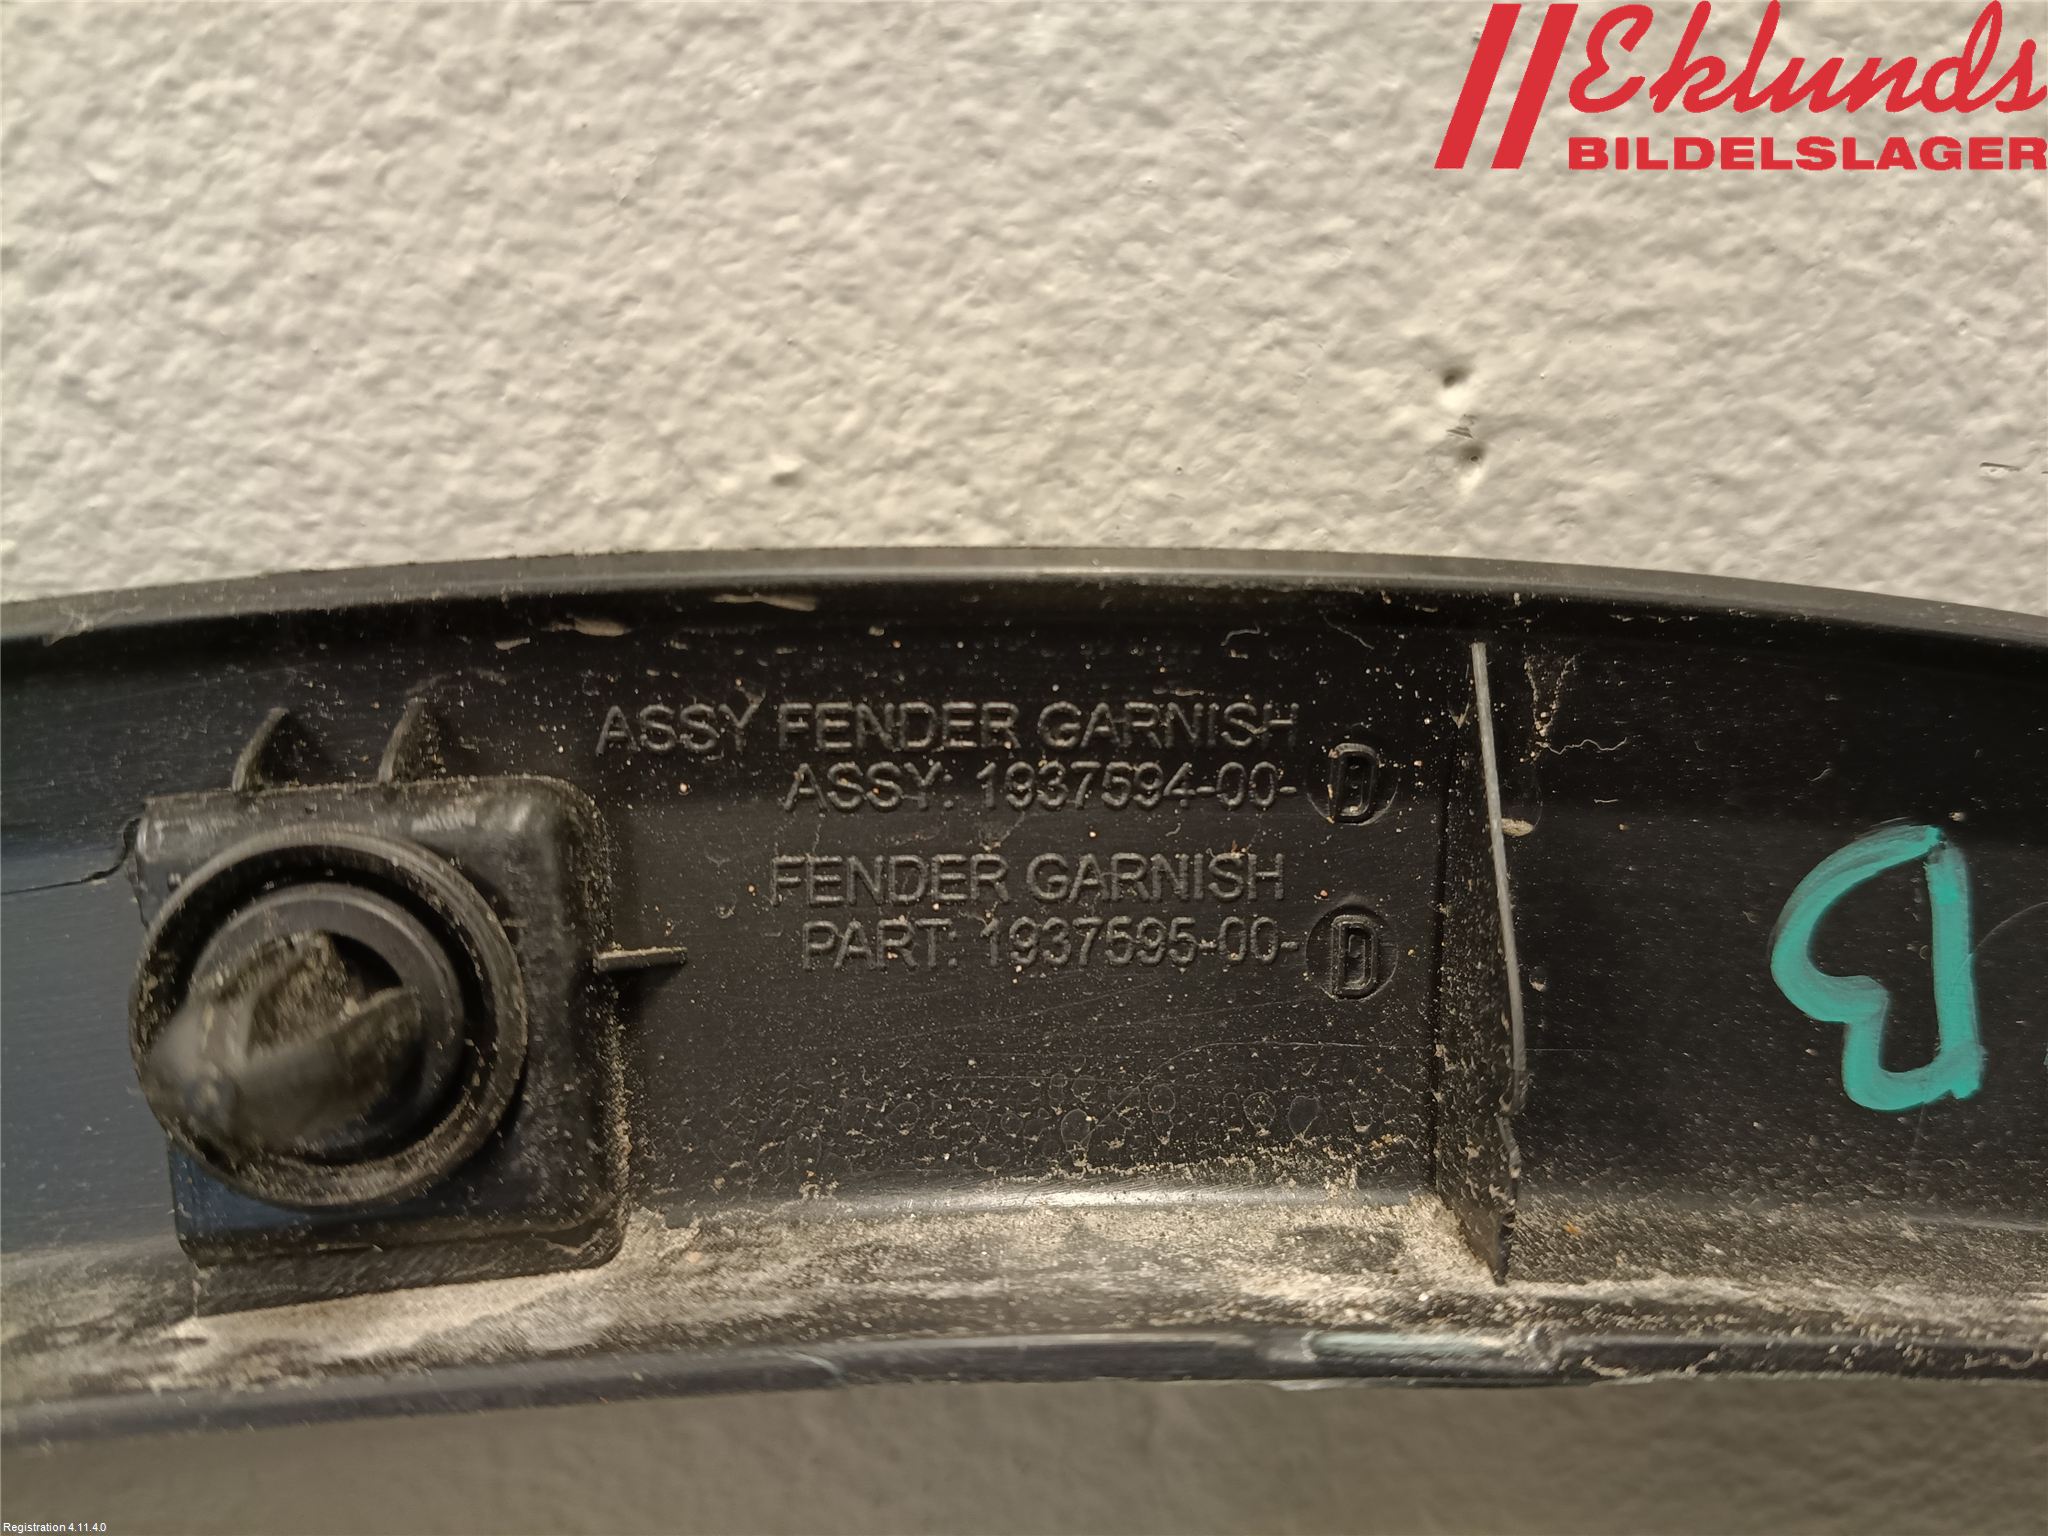 Eklunds
BILDELSLAGER
ASSY FENDER GARNISH
ASSY: 1937594-00- D
FENDER GARNISH
PART: 1937595-00- D
B
Registration 4.11.4.0